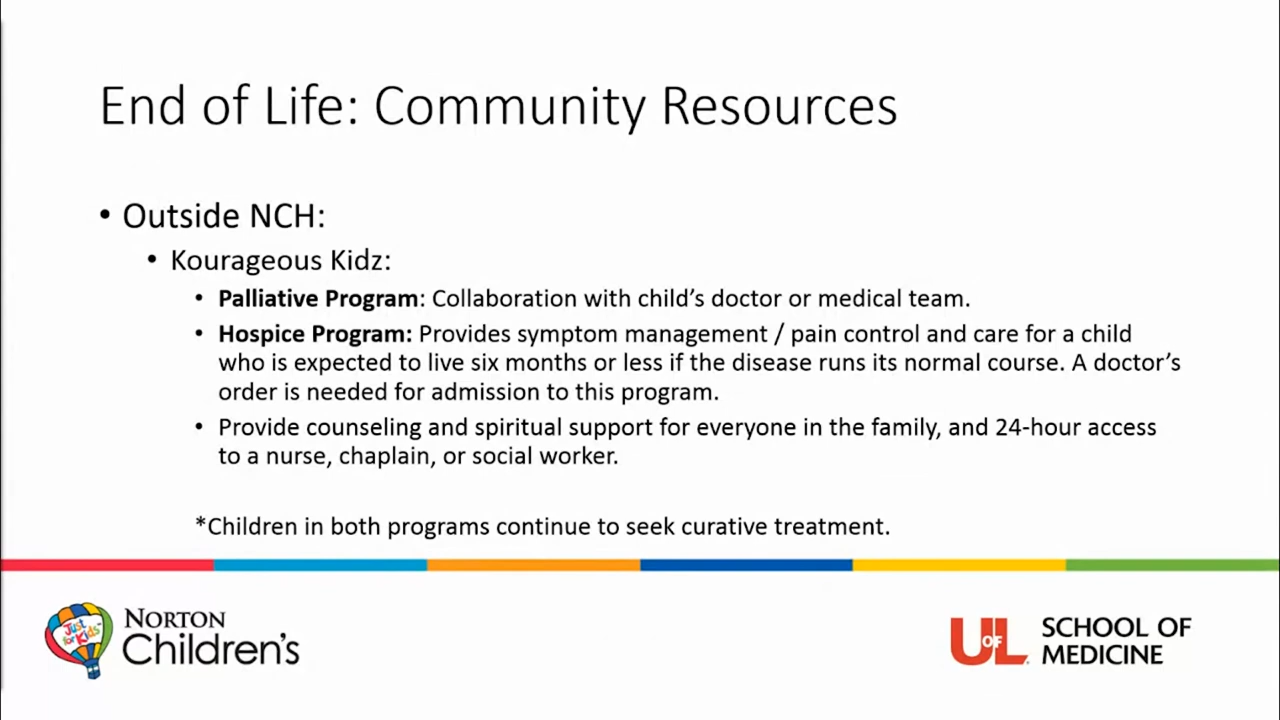 End of Life: Community Resources
• Outside NCH:
• Kourageous Kidz:
• Palliative Program: Collaboration with child's doctor or medical team.
• Hospice Program: Provides symptom management / pain control and care for a child
who is expected to live six months or less if the disease runs its normal course. A doctor's
order is needed for admission to this program.
• Provide counseling and spiritual support for everyone in the family, and 24-hour access
to a nurse, chaplain, or social worker.
*Children in both programs continue to seek curative treatment.
Just for Kids
NORTON
Children's
UofL
SCHOOL OF
MEDICINE